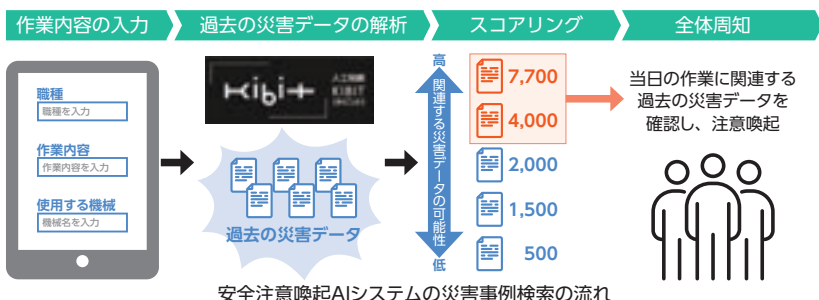 作業内容の入力
過去の災害データの解析
スコアリング
全体周知
職種
職種を入力
作業内容
作業内容を入力
使用する機械
機械名を入力
KIBIT
人工知能
KIBIT
過去の災害データ
高
関連する災害データの可能性
低
7,700
4,000
2,000
1,500
500
当日の作業に関連する
過去の災害データを
確認し、注意喚起
安全注意喚起AIシステムの災害事例検索の流れ